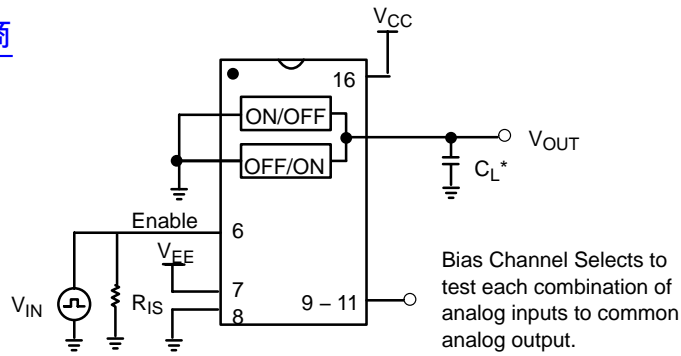 商
VCC
16
ON/OFF
VOUT
OFF/ON
CL*
Enable
6
VEE
VIN
RIS
7
8
9 – 11
Bias Channel Selects to
test each combination of
analog inputs to common
analog output.